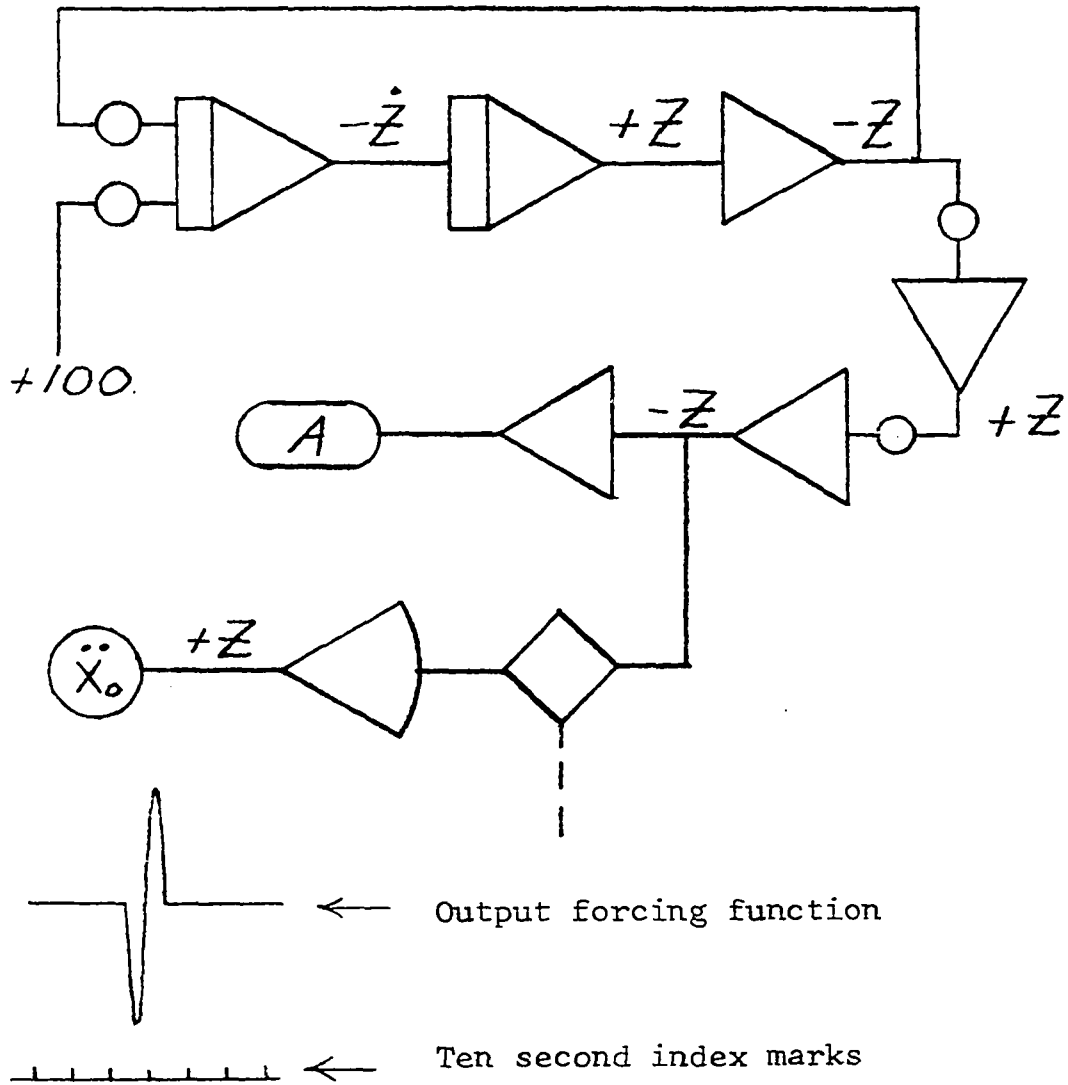 -Ż
+Z
-Z
+100.
A
-Z
+Z
Ẍ₀
+Z
Output forcing function
Ten second index marks